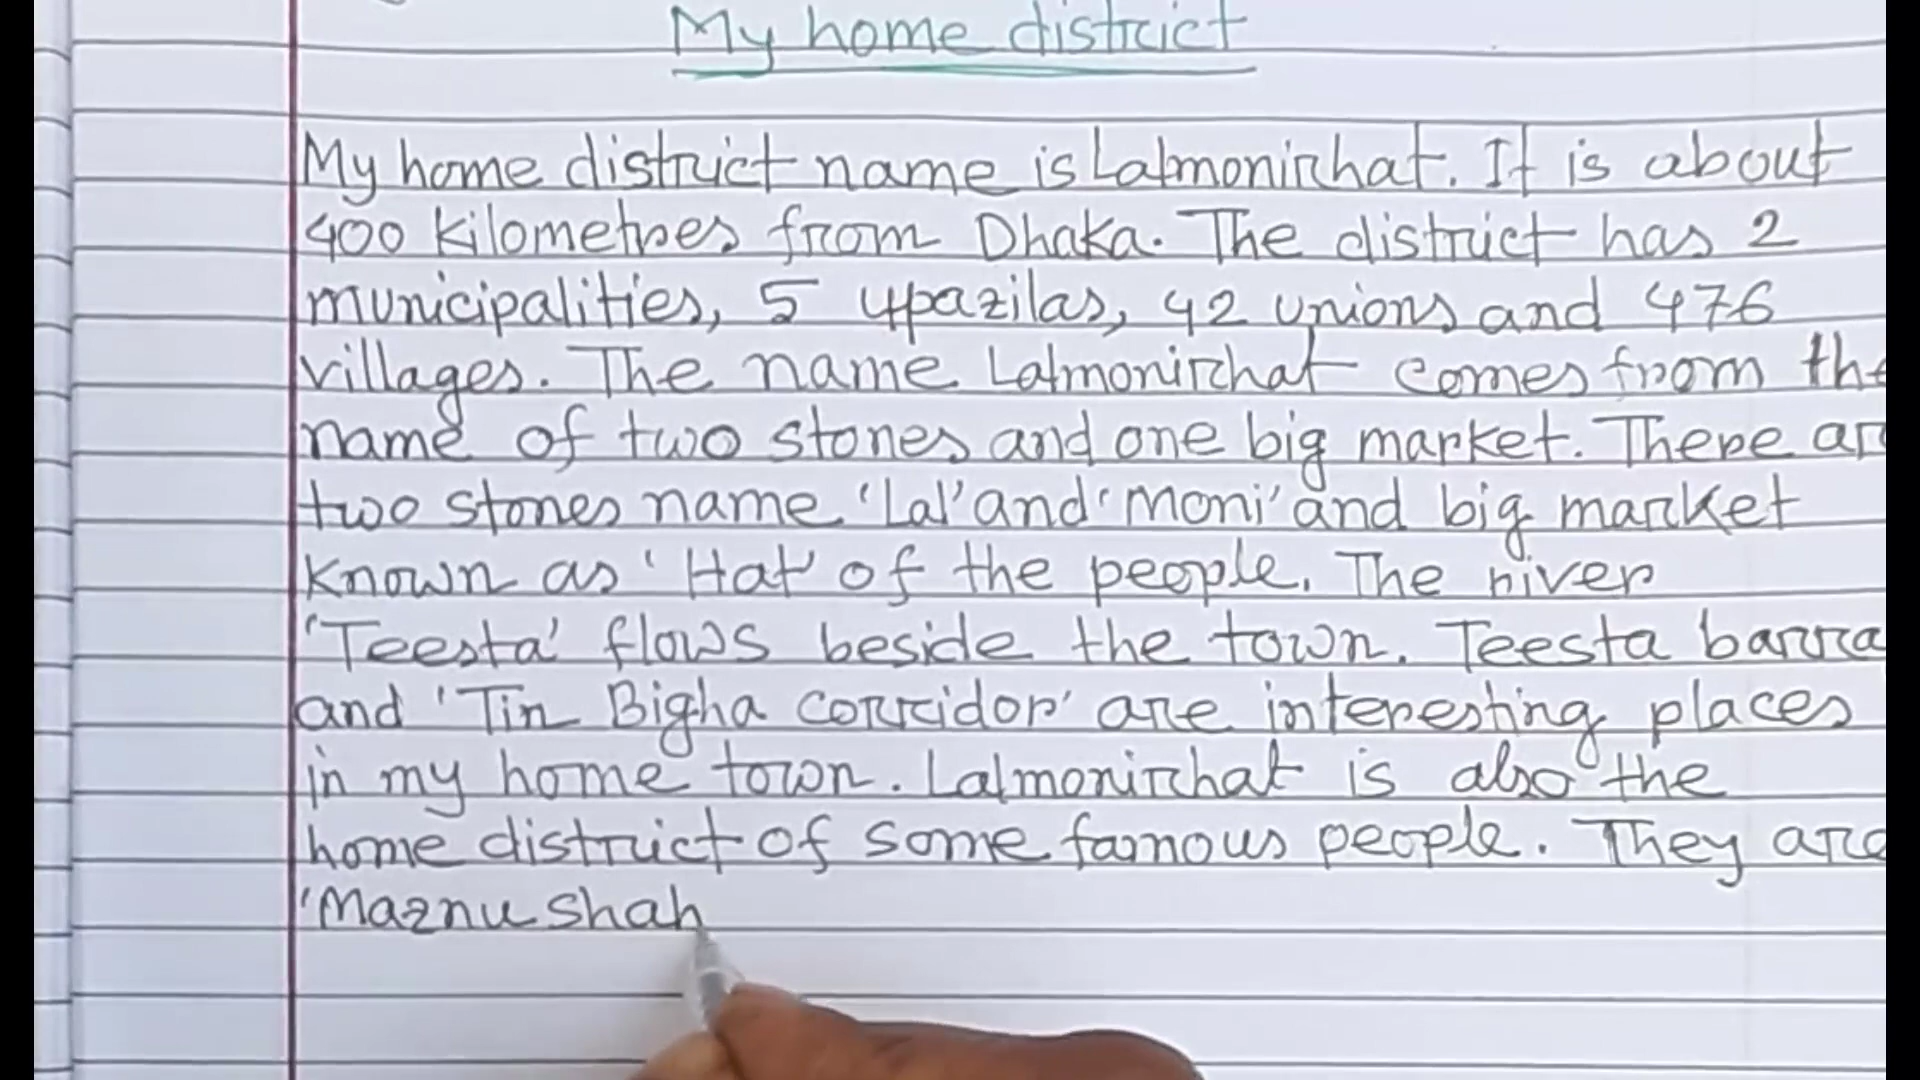 My home district
My home district name is Lalmonirhat. It is about
400 kilometres from Dhaka. The district has 2
municipalities, 5 upazilas, 42 unions and 476
villages. The name Lalmonirhat comes from the
name of two stones and one big market. There ar
two stones name 'Lal' and 'Moni' and big market
known as 'Hat' of the people. The river
'Teesta' flows beside the town. Teesta barra
and 'Tin Bigha corridor' are interesting places
in my home town. Lalmonirhat is also the
home district of some famous people. They are
'Maznu shah